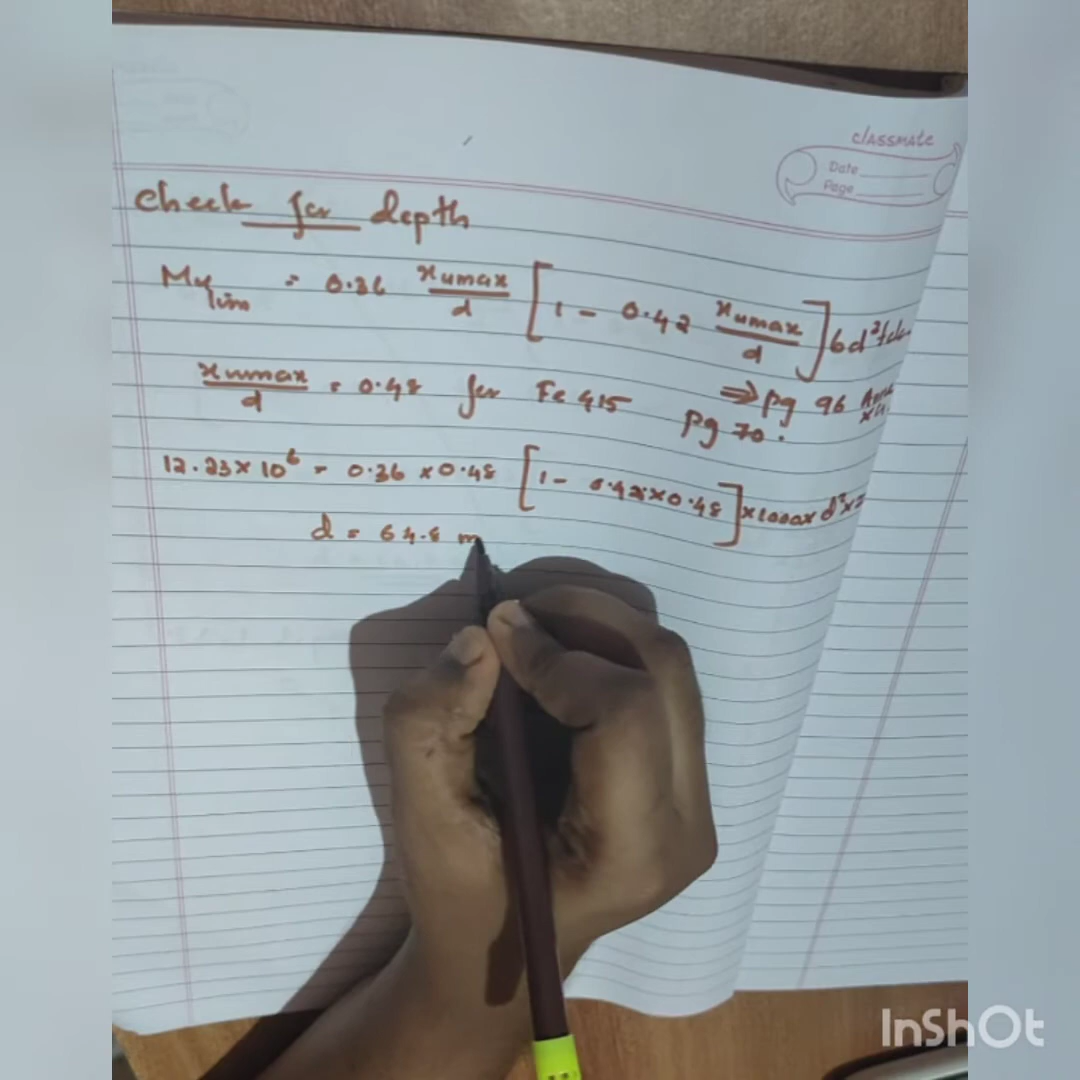 classmate
Date
Page
Check for depth
Mu lim = 0.36 xumax/d [1 - 0.42 xumax/d] bd²fck
xumax/d = 0.48 for Fe 415 ⇒ pg 96
pg 70.
12.23 × 10⁶ = 0.36 × 0.48 [1 - 0.42 × 0.48] × 1000 × d² ×
d = 64.8 m
InShOt